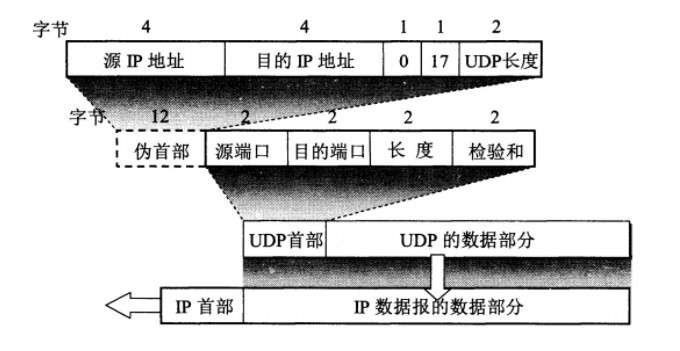 字节 4 4 1 1 2
源 IP 地址 目的 IP 地址 0 17 UDP长度
字节 12 2 2 2 2
伪首部 源端口 目的端口 长 度 检验和
UDP首部 UDP 的数据部分
IP 首部 IP 数据报的数据部分